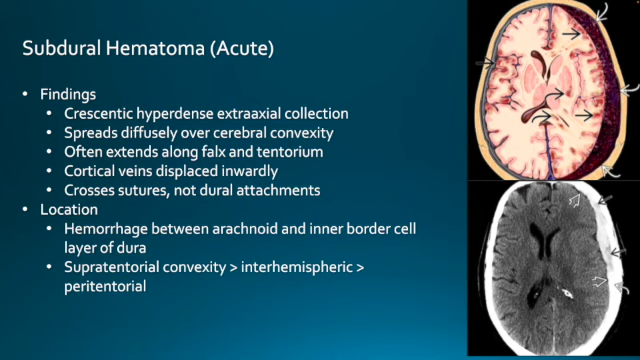 Subdural Hematoma (Acute)
• Findings
• Crescentic hyperdense extraaxial collection
• Spreads diffusely over cerebral convexity
• Often extends along falx and tentorium
• Cortical veins displaced inwardly
• Crosses sutures, not dural attachments
• Location
• Hemorrhage between arachnoid and inner border cell
layer of dura
• Supratentorial convexity > interhemispheric >
peritentorial